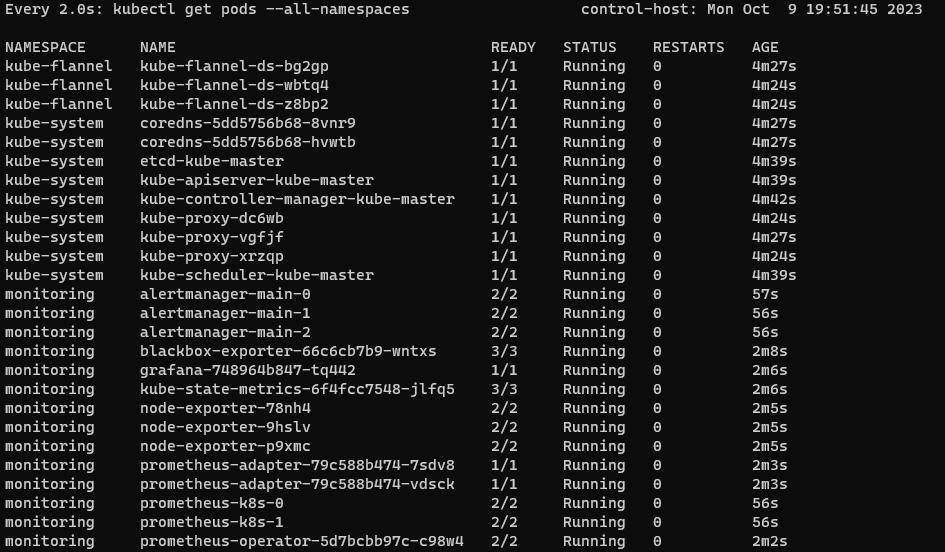 Every 2.0s: kubectl get pods --all-namespaces                   control-host: Mon Oct  9 19:51:45 2023
NAMESPACE      NAME                                   READY   STATUS    RESTARTS   AGE
kube-flannel   kube-flannel-ds-bg2gp                  1/1     Running   0          4m27s
kube-flannel   kube-flannel-ds-wbtq4                  1/1     Running   0          4m24s
kube-flannel   kube-flannel-ds-z8bp2                  1/1     Running   0          4m24s
kube-system    coredns-5dd5756b68-8vnr9               1/1     Running   0          4m27s
kube-system    coredns-5dd5756b68-hvwtb               1/1     Running   0          4m27s
kube-system    etcd-kube-master                       1/1     Running   0          4m39s
kube-system    kube-apiserver-kube-master             1/1     Running   0          4m39s
kube-system    kube-controller-manager-kube-master    1/1     Running   0          4m42s
kube-system    kube-proxy-dc6wb                       1/1     Running   0          4m24s
kube-system    kube-proxy-vgfjf                       1/1     Running   0          4m27s
kube-system    kube-proxy-xrzqp                       1/1     Running   0          4m24s
kube-system    kube-scheduler-kube-master             1/1     Running   0          4m39s
monitoring     alertmanager-main-0                    2/2     Running   0          57s
monitoring     alertmanager-main-1                    2/2     Running   0          56s
monitoring     alertmanager-main-2                    2/2     Running   0          56s
monitoring     blackbox-exporter-66c6cb7b9-wntxs      3/3     Running   0          2m8s
monitoring     grafana-748964b847-tq442               1/1     Running   0          2m6s
monitoring     kube-state-metrics-6f4fcc7548-jlfq5    3/3     Running   0          2m6s
monitoring     node-exporter-78nh4                    2/2     Running   0          2m5s
monitoring     node-exporter-9hslv                    2/2     Running   0          2m5s
monitoring     node-exporter-p9xmc                    2/2     Running   0          2m5s
monitoring     prometheus-adapter-79c588b474-7sdv8    1/1     Running   0          2m3s
monitoring     prometheus-adapter-79c588b474-vdsck    1/1     Running   0          2m3s
monitoring     prometheus-k8s-0                       2/2     Running   0          56s
monitoring     prometheus-k8s-1                       2/2     Running   0          56s
monitoring     prometheus-operator-5d7bcbb97c-c98w4   2/2     Running   0          2m2s